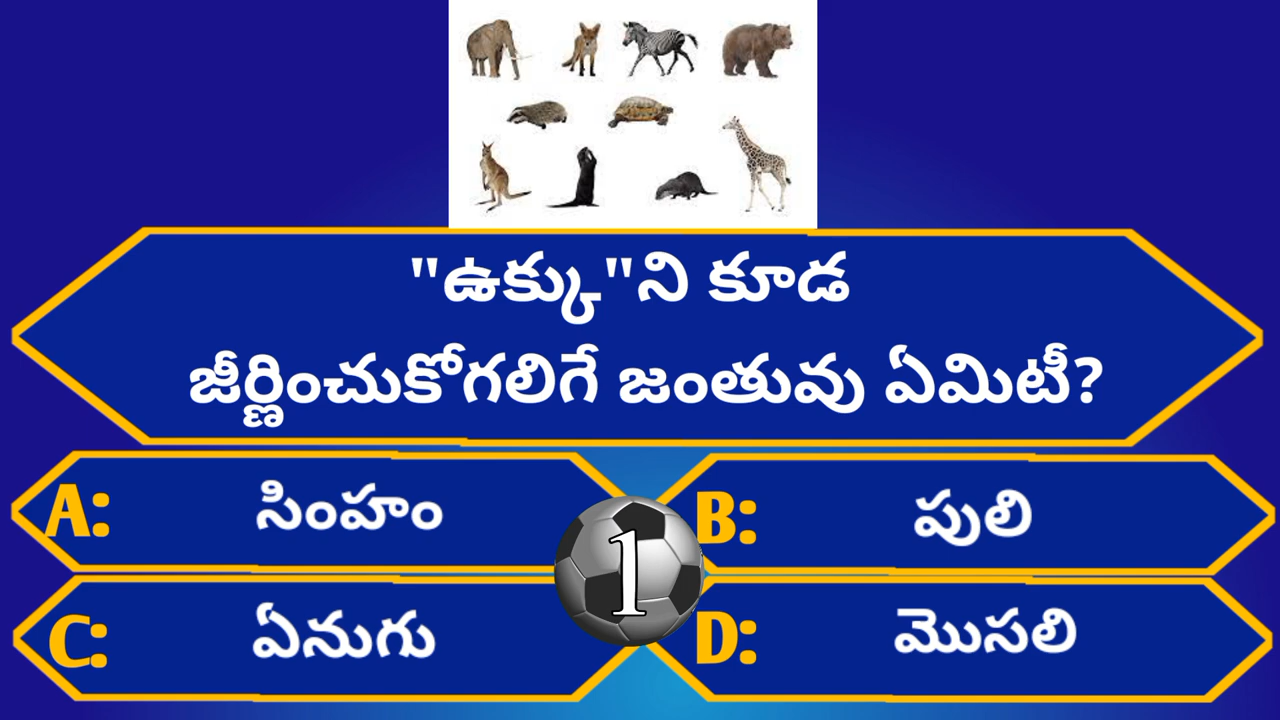 "ఉక్కు"ని కూడ
జీర్ణించుకోగలిగే జంతువు ఏమిటీ?
A: సింహం
B: పులి
1
C: ఏనుగు
D: మొసలి